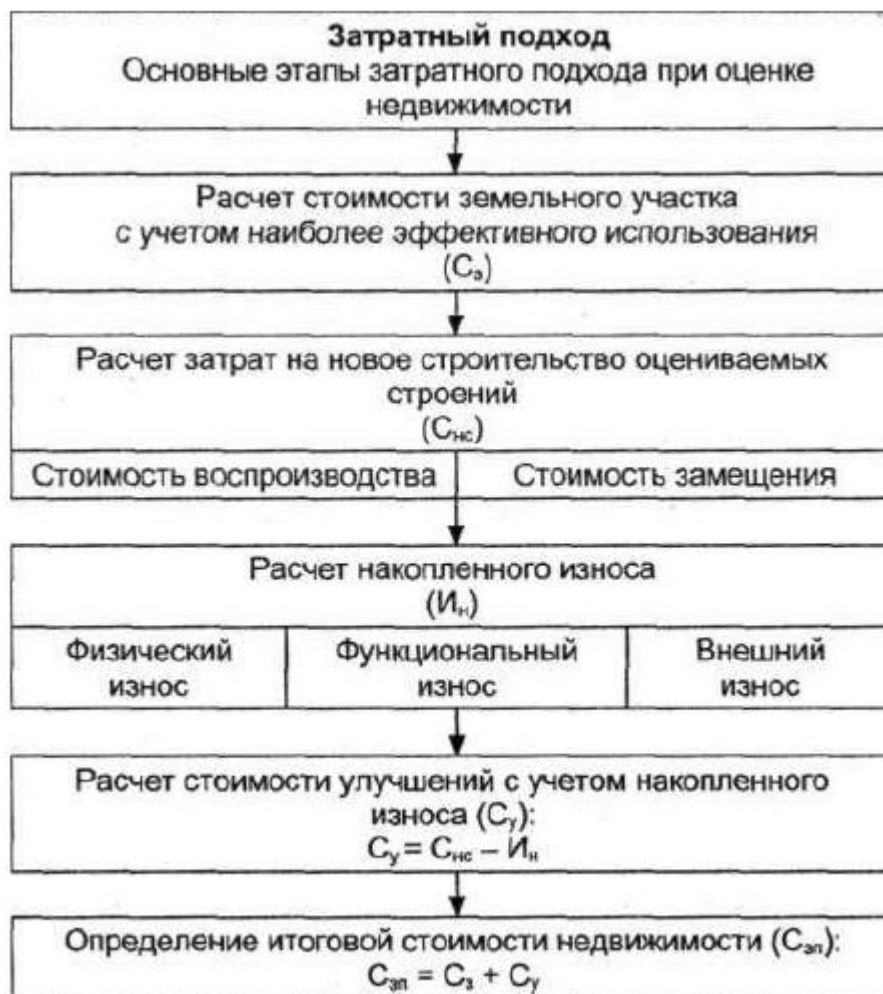 Затратный подход
Основные этапы затратного подхода при оценке
недвижимости
Расчет стоимости земельного участка
с учетом наиболее эффективного использования
(Сз)
Расчет затрат на новое строительство оцениваемых
строений
(Снс)
Стоимость воспроизводства
Стоимость замещения
Расчет накопленного износа
(Ин)
Физический
износ
Функциональный
износ
Внешний
износ
Расчет стоимости улучшений с учетом накопленного
износа (Су):
Су = Снс – Ин
Определение итоговой стоимости недвижимости (Сзп):
Сзп = Сз + Су